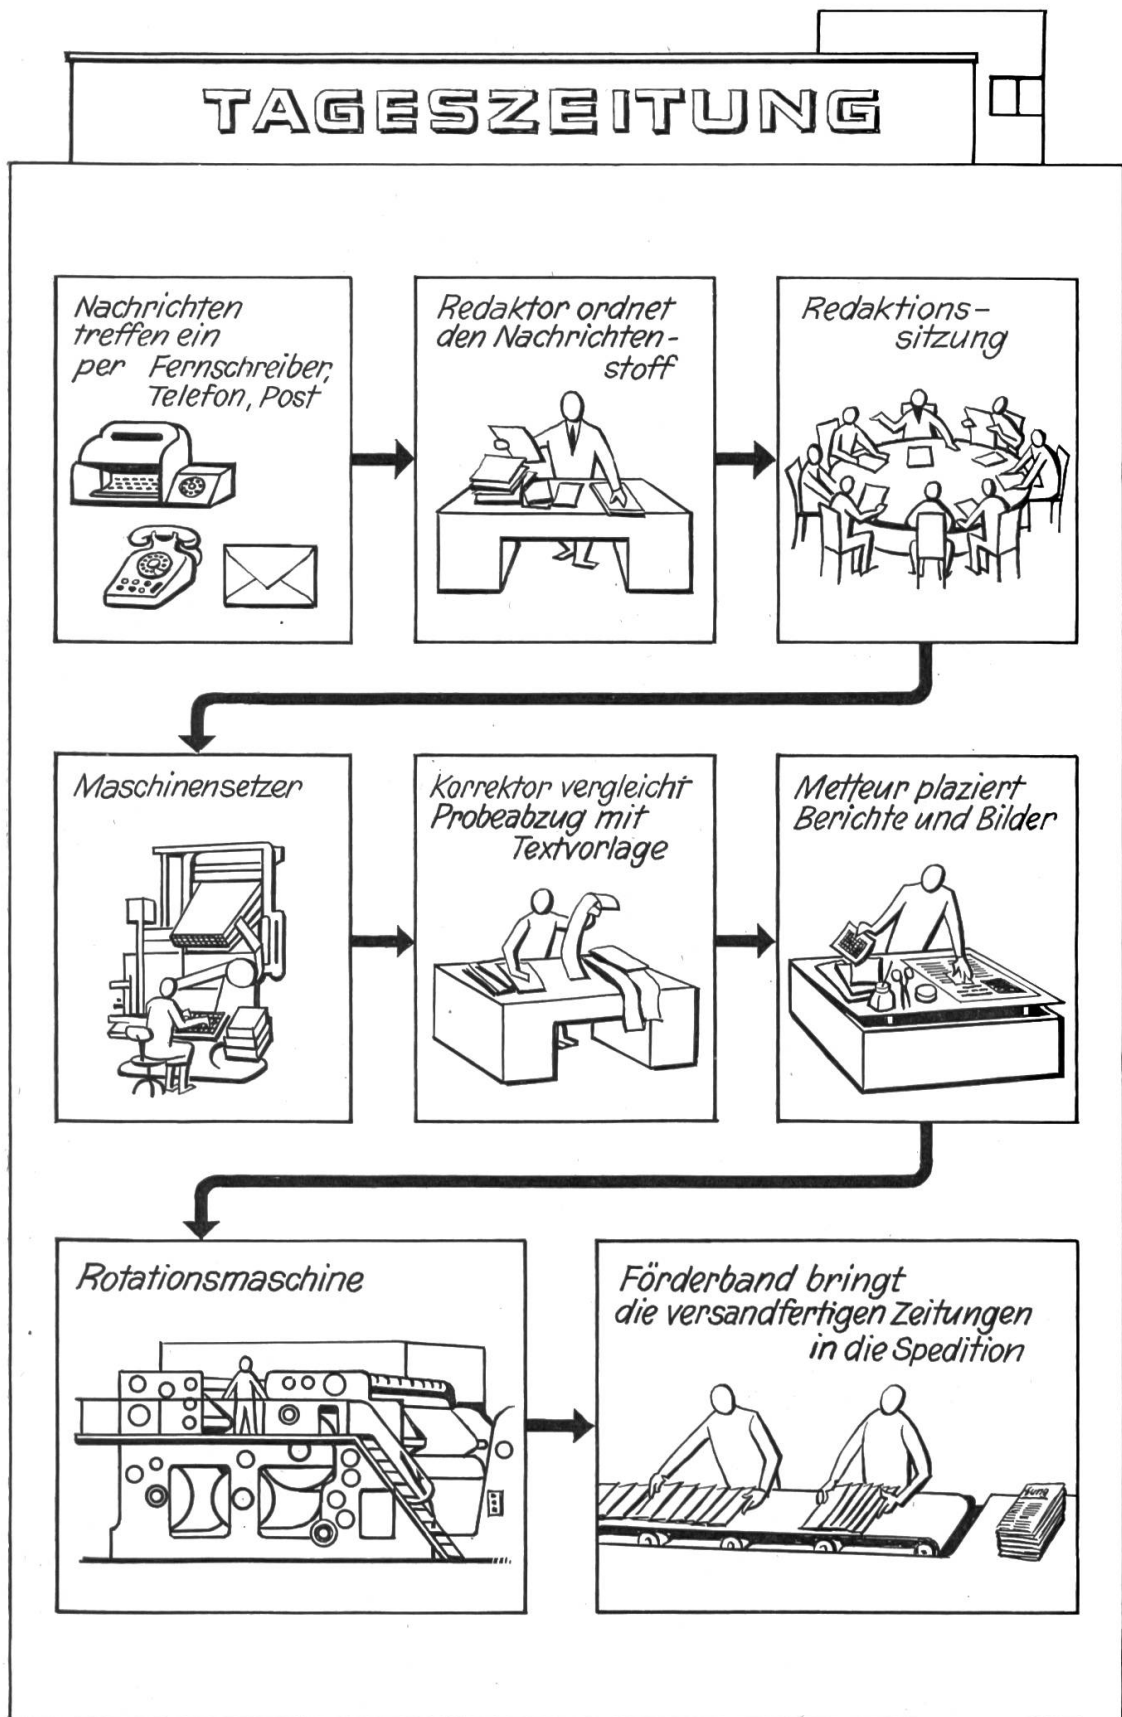 TAGESZEITUNG
Nachrichten
treffen ein
per Fernschreiber,
Telefon, Post
Redaktor ordnet
den Nachrichten-
stoff
Redaktions-
sitzung
Maschinensetzer
Korrektor vergleicht
Probeabzug mit
Textvorlage
Metteur plaziert
Berichte und Bilder
Rotationsmaschine
Förderband bringt
die versandfertigen Zeitungen
in die Spedition